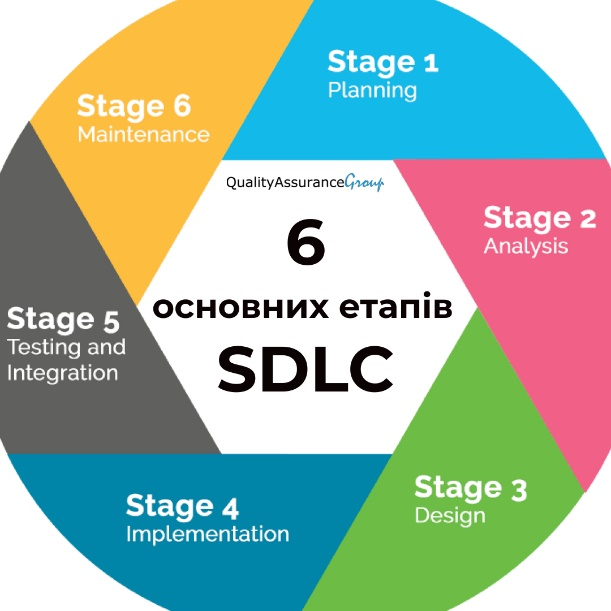 Stage 1
Planning
Stage 6
Maintenance
QualityAssuranceGroup
6
основних етапів
SDLC
Stage 2
Analysis
Stage 5
Testing and
Integration
Stage 3
Design
Stage 4
Implementation